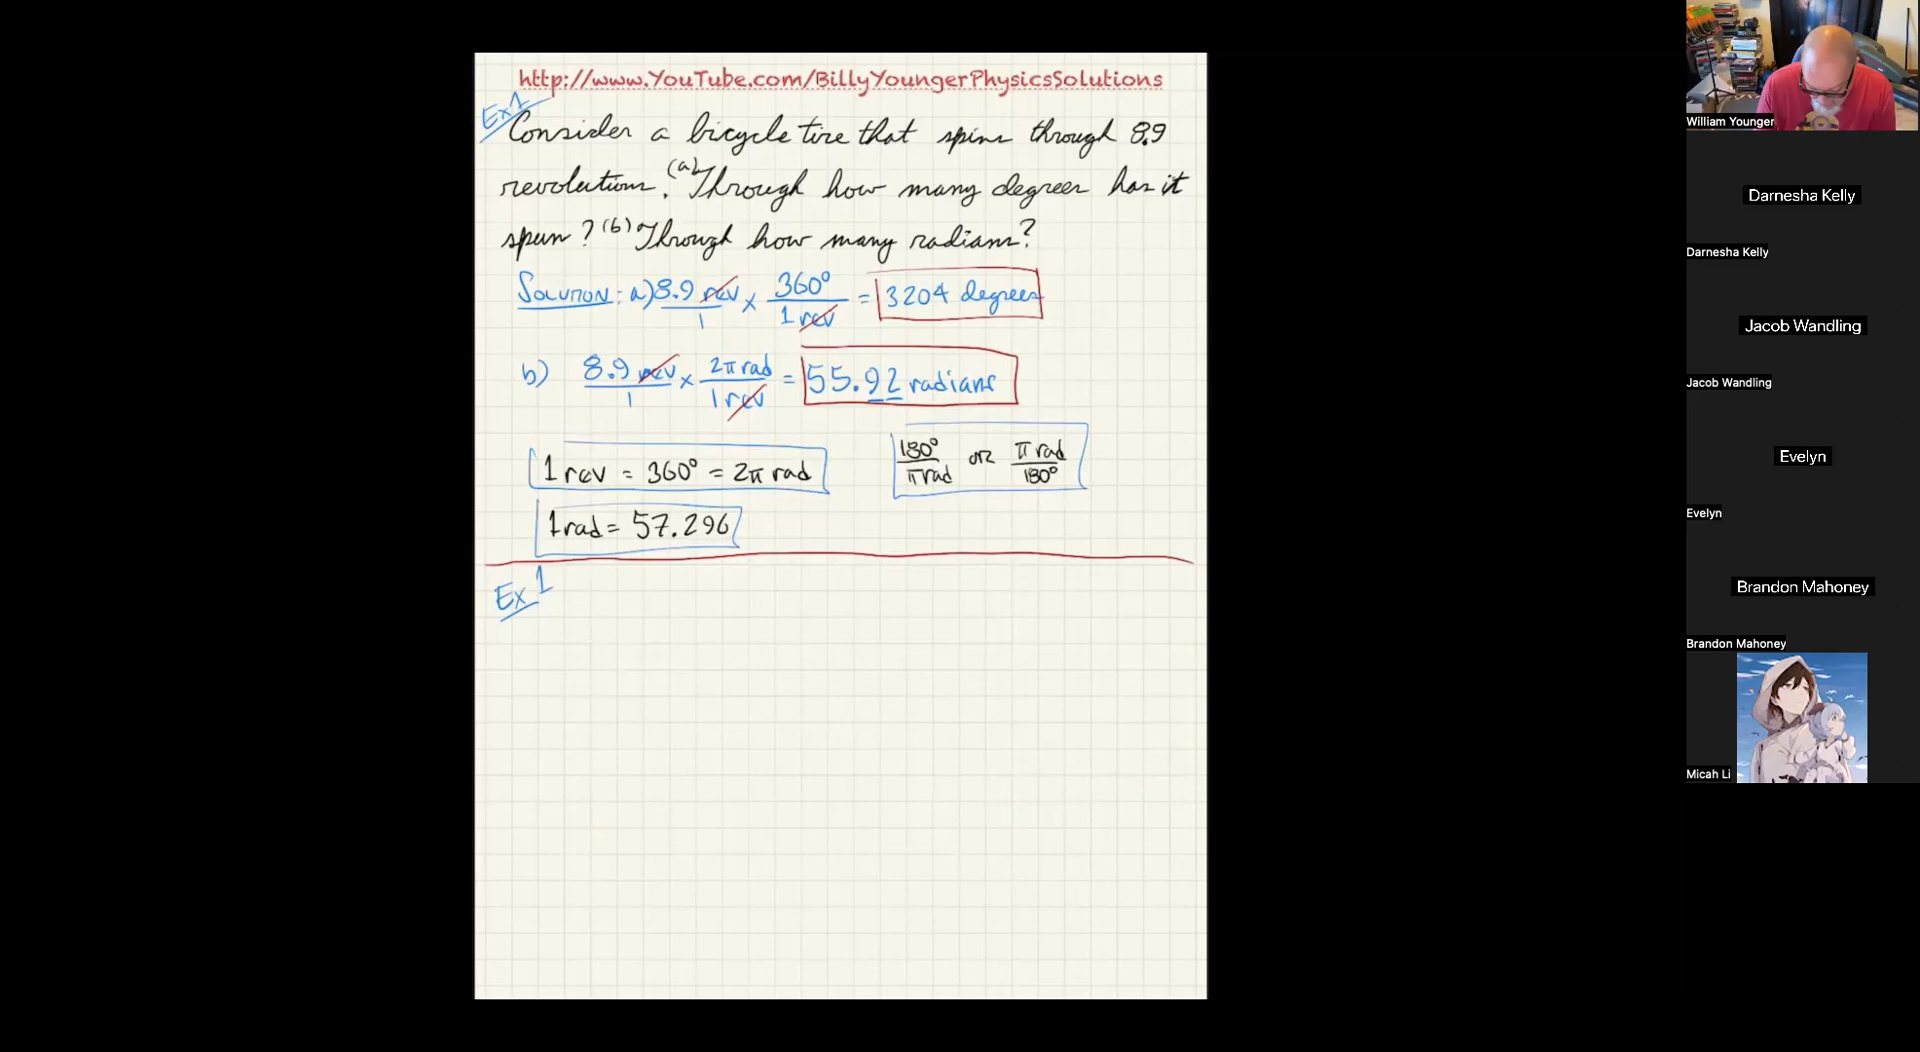 http://www.YouTube.com/BillyYoungerPhysicsSolutions
Ex 1
Consider a bicycle tire that spins through 8.9
revolutions. (a) Through how many degrees has it
spun? (b) Through how many radians?
SOLUTION: a) 8.9 rev/1 x 360°/1 rev = 3204 degrees
b) 8.9 rev/1 x 2π rad/1 rev = 55.92 radians
1 rev = 360° = 2π rad
180°/π rad or π rad/180°
1 rad = 57.296
Ex 1
William Younger
Darnesha Kelly
Darnesha Kelly
Jacob Wandling
Jacob Wandling
Evelyn
Evelyn
Brandon Mahoney
Brandon Mahoney
Micah Li